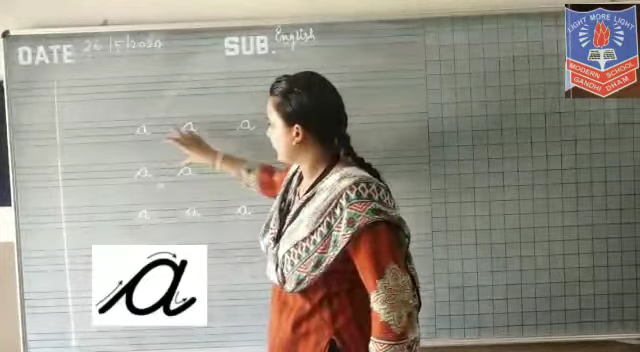 DATE 26/5/2020 SUB. English
a a a
a a
a a a
a
LIGHT MORE LIGHT
MODERN SCHOOL
GANDHI DHAM